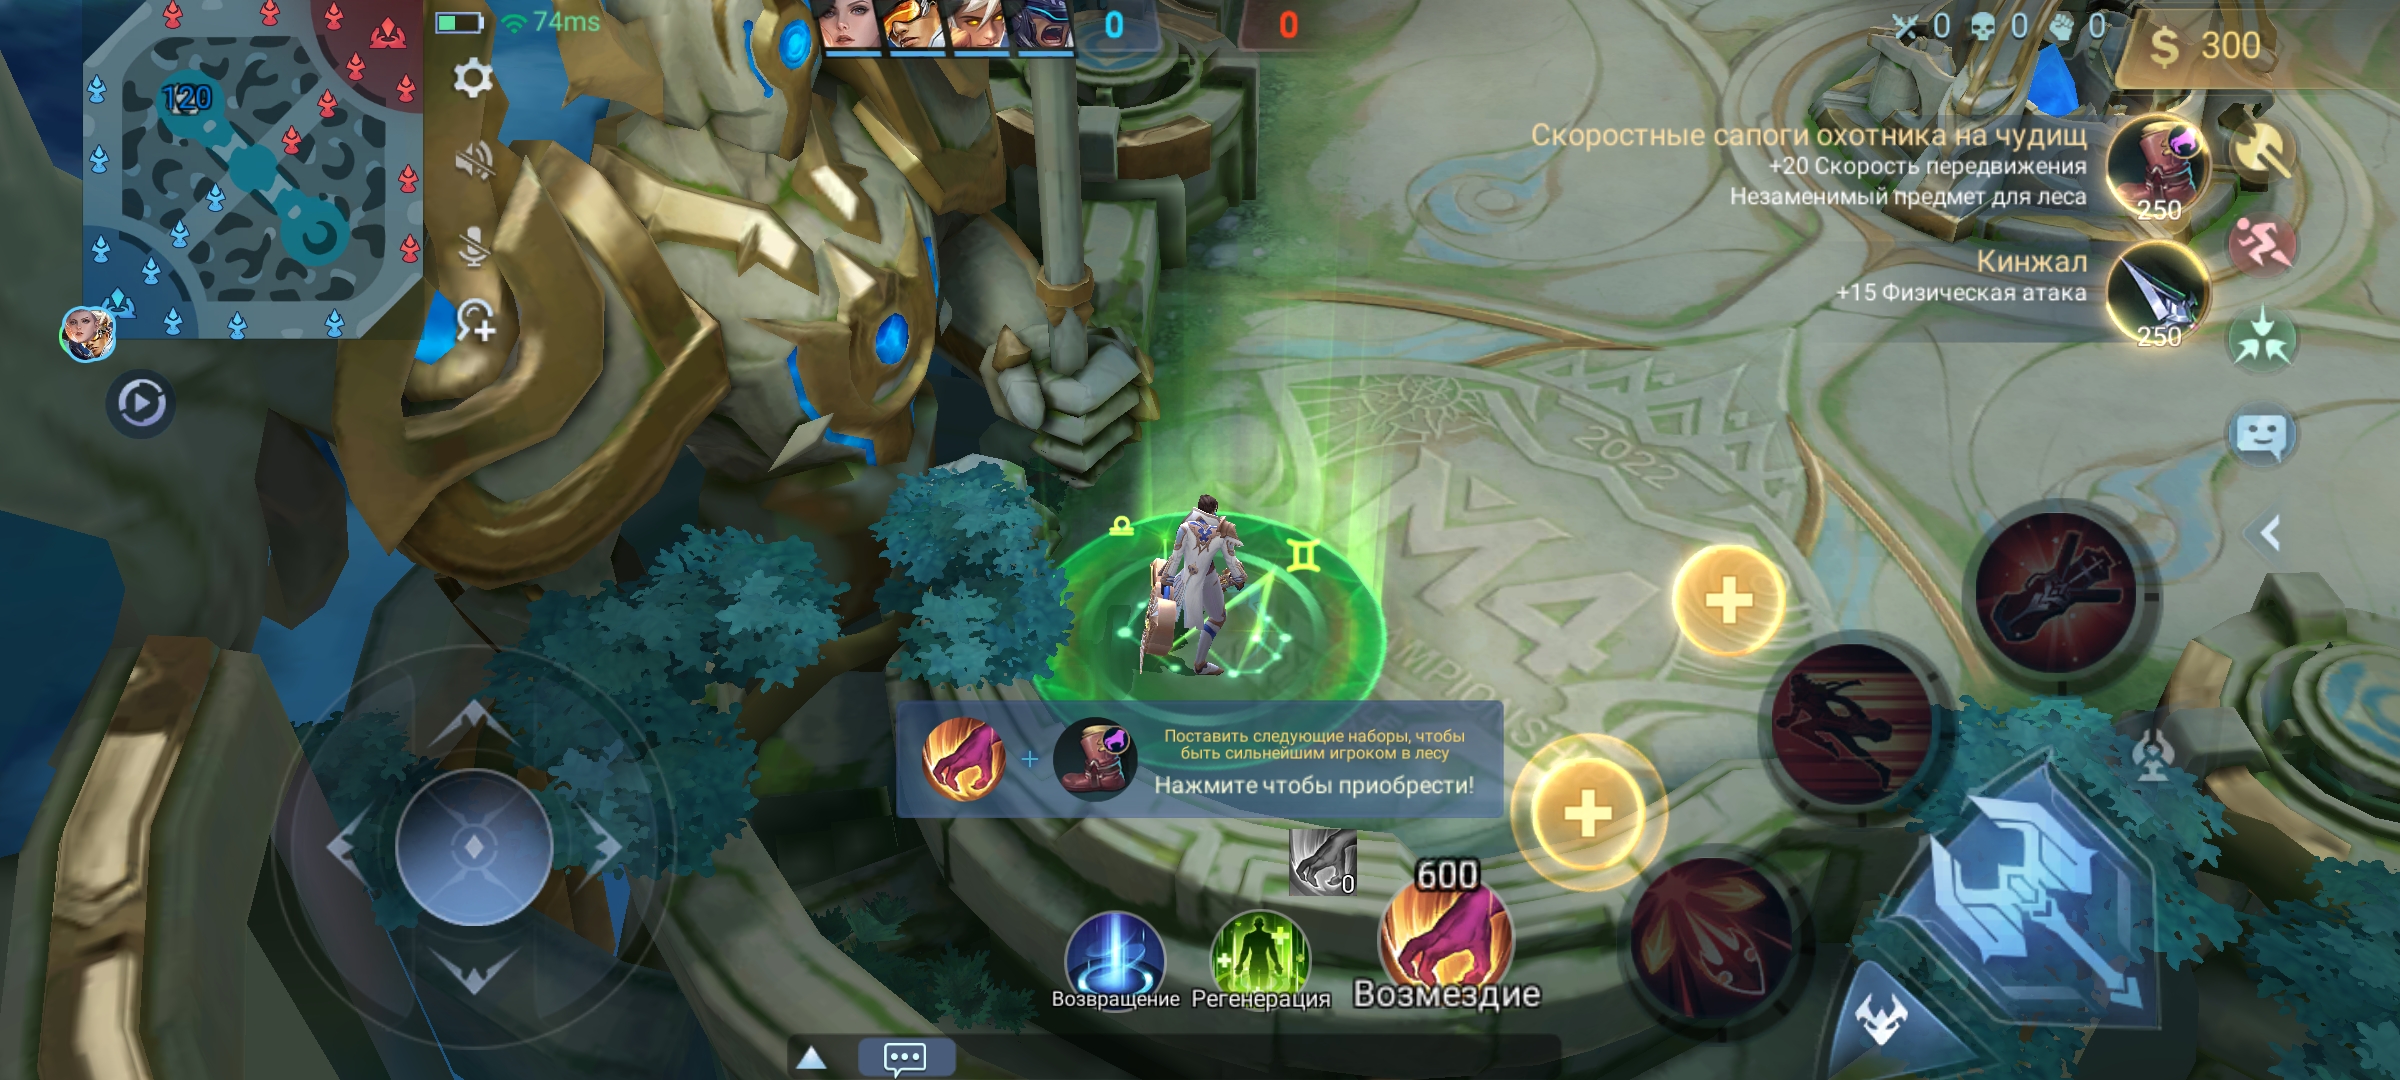 120
74ms
0
0
0
0
0
$ 300
Скоростные сапоги охотника на чудищ
+20 Скорость передвижения
Незаменимый предмет для леса
250
Кинжал
+15 Физическая атака
250
2022
M4
Поставить следующие наборы, чтобы
быть сильнейшим игроком в лесу
Нажмите чтобы приобрести!
0
600
Возвращение
Регенерация
Возмездие